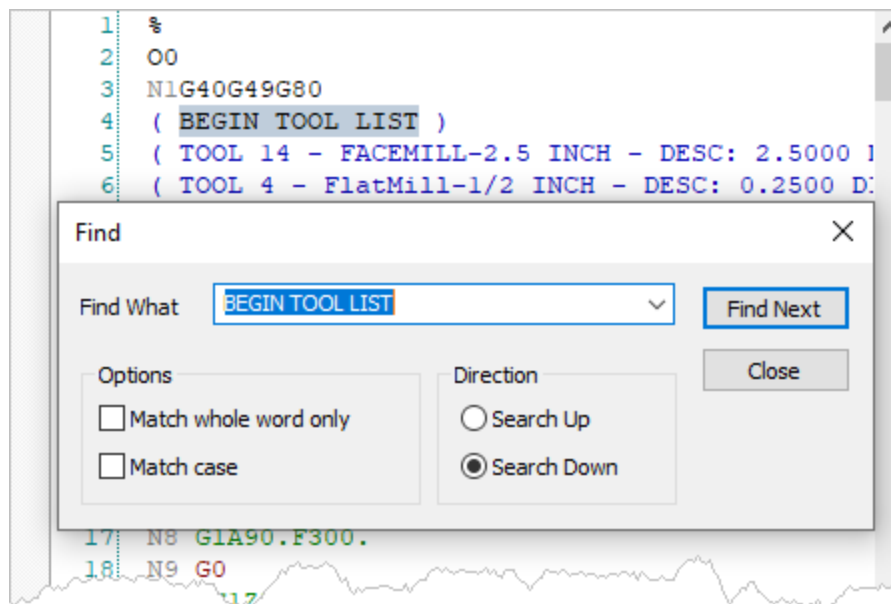 1 %
2 O0
3 N1G40G49G80
4 ( BEGIN TOOL LIST )
5 ( TOOL 14 - FACEMILL-2.5 INCH - DESC: 2.5000
6 ( TOOL 4 - FlatMill-1/2 INCH - DESC: 0.2500
Find
Find What BEGIN TOOL LIST Find Next
Close
Options Direction
Match whole word only Search Up
Match case Search Down
17 N8 G1A90.F300.
18 N9 G0